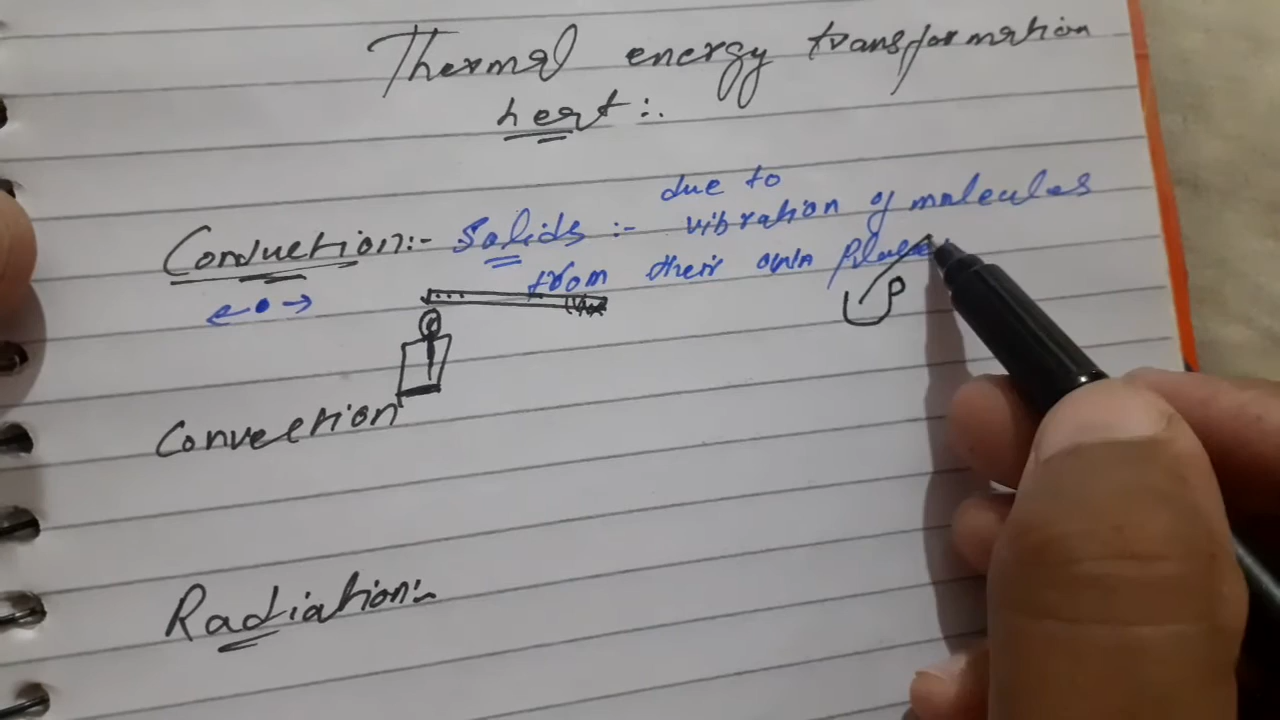 Thermal energy transformation
heat :.
due to
Conduction:- Solids :- vibration of molecules
from their own place
Convection
Radiation:-